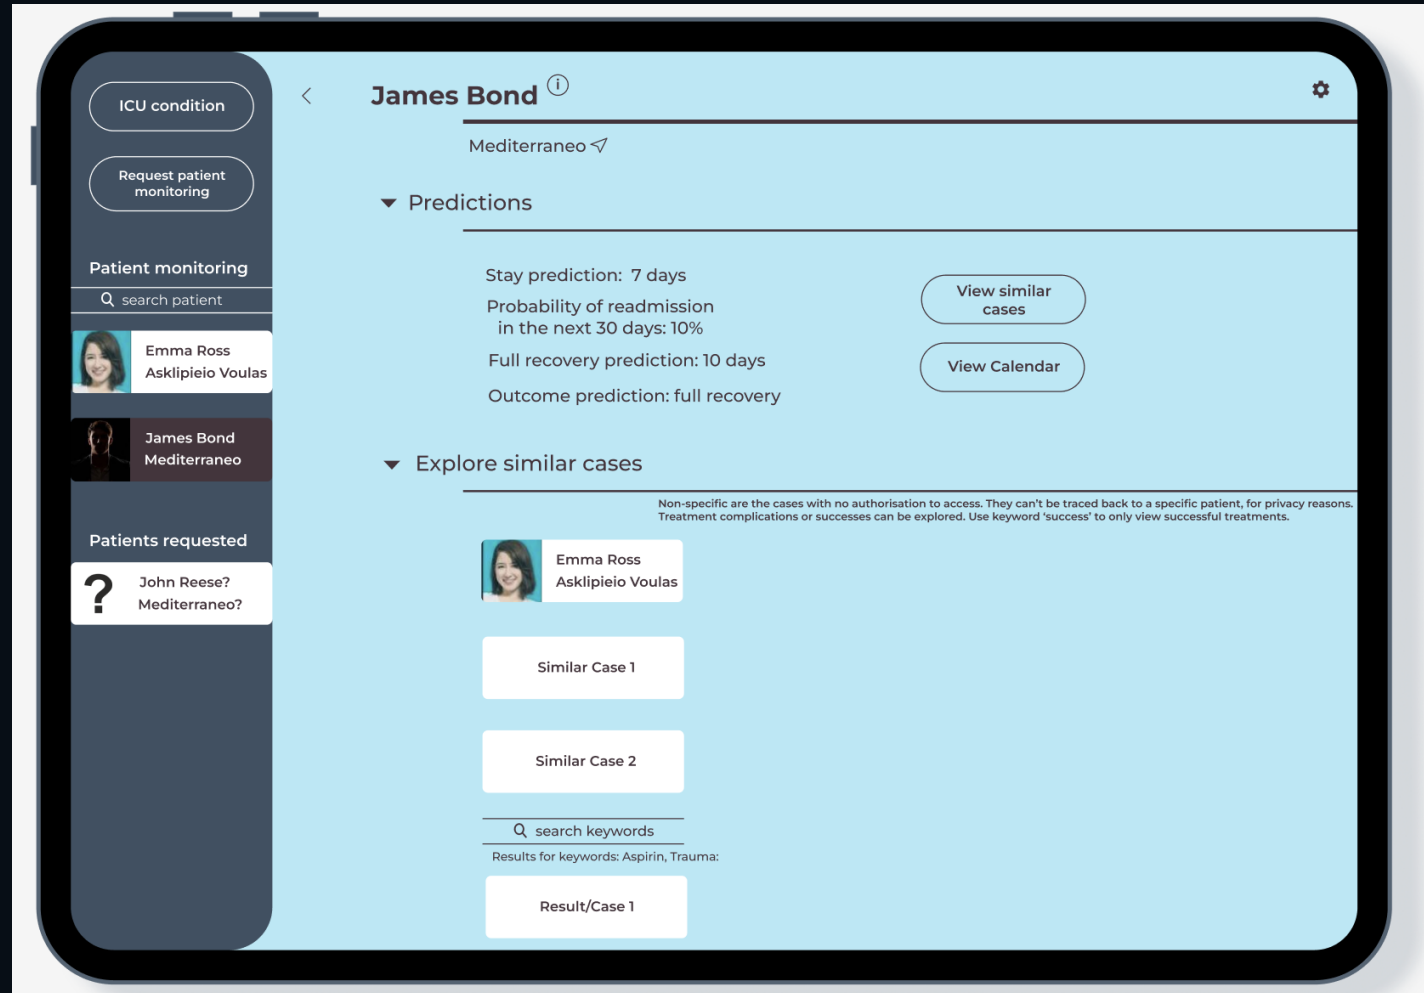 ICU condition
Request patient
monitoring
Patient monitoring
search patient
Emma Ross
Asklipieio Voulas
James Bond
Mediterraneo
Patients requested
?
John Reese?
Mediterraneo?
James Bond i
Mediterraneo
Predictions
Stay prediction: 7 days
Probability of readmission
in the next 30 days: 10%
Full recovery prediction: 10 days
Outcome prediction: full recovery
View similar
cases
View Calendar
Explore similar cases
Non-specific are the cases with no authorisation to access. They can't be traced back to a specific patient, for privacy reasons.
Treatment complications or successes can be explored. Use keyword ‘success’ to only view successful treatments.
Emma Ross
Asklipieio Voulas
Similar Case 1
Similar Case 2
search keywords
Results for keywords: Aspirin, Trauma:
Result/Case 1